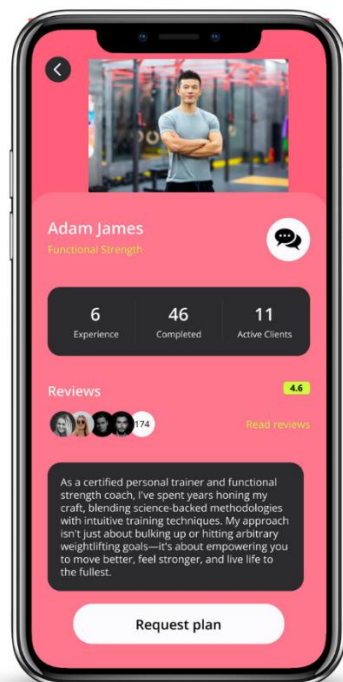 Adam James
Functional Strength
6
46
11
Experience
Completed
Active Clients
Reviews
4.6
174
Read reviews
As a certified personal trainer and functional
strength coach, I've spent years honing my
craft, blending science-backed methodologies
with intuitive training techniques. My approach
isn't just about bulking up or hitting arbitrary
weightlifting goals—it's about empowering you
to move better, feel stronger, and live life to
the fullest.
Request plan